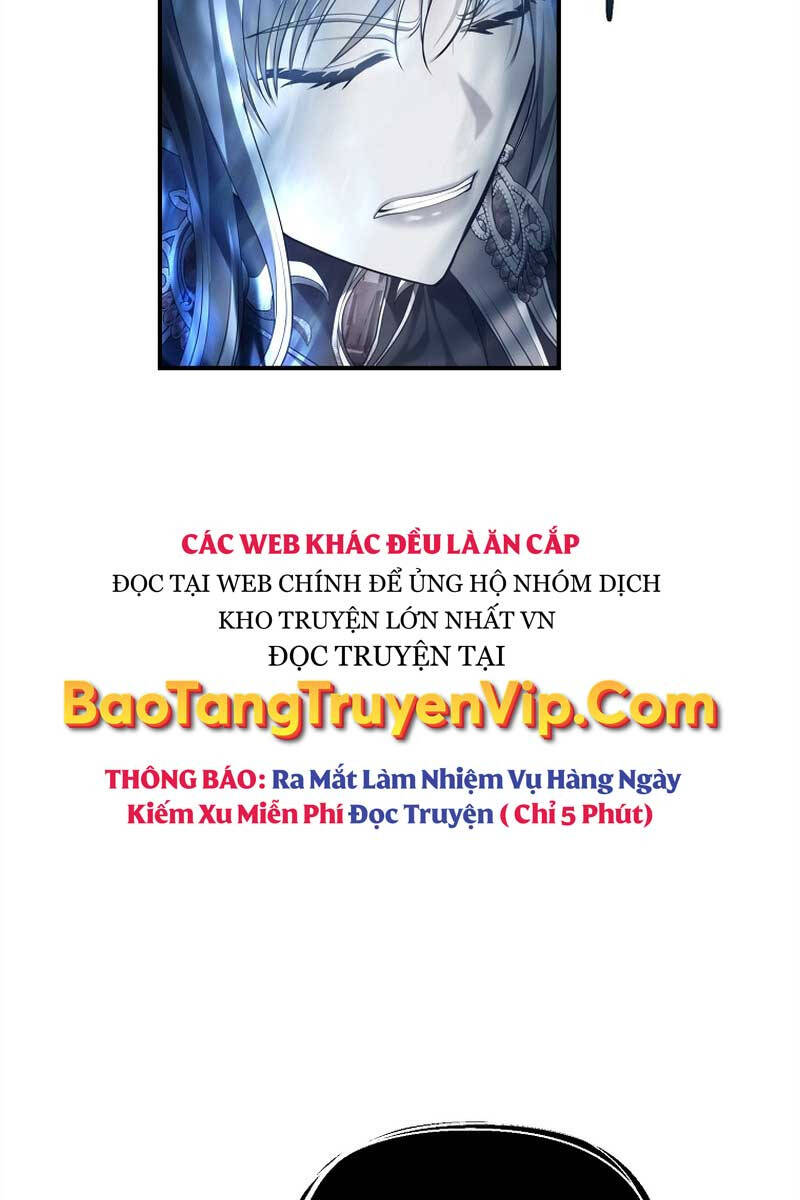 CÁC WEB KHÁC ĐỀU LÀ ĂN CẮP
ĐỌC TẠI WEB CHÍNH ĐỂ ỦNG HỘ NHÓM DỊCH
KHO TRUYỆN LỚN NHẤT VN
ĐỌC TRUYỆN TẠI
BaoTangTruyenVip.Com
THÔNG BÁO: Ra Mắt Làm Nhiệm Vụ Hàng Ngày
Kiếm Xu Miễn Phí Đọc Truyện ( Chỉ 5 Phút)